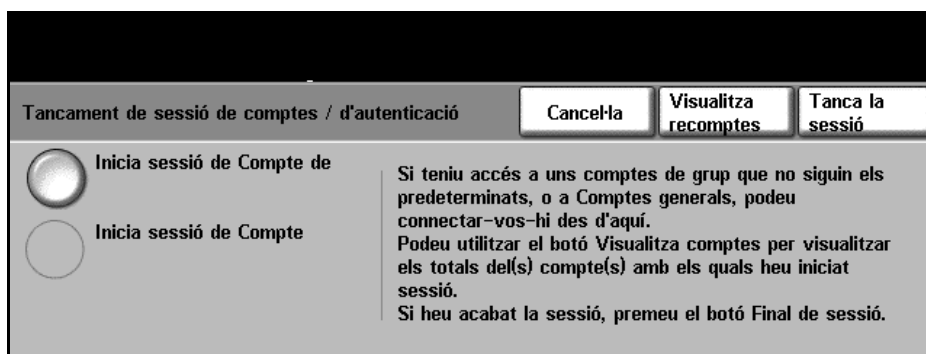 Tancament de sessió de comptes / d'autenticació
Cancel·la
Visualitza
recomptes
Tanca la
sessió
Inicia sessió de Compte de
Inicia sessió de Compte
Si teniu accés a uns comptes de grup que no siguin els
predeterminats, o a Comptes generals, podeu
connectar-vos-hi des d'aquí.
Podeu utilitzar el botó Visualitza comptes per visualitzar
els totals del(s) compte(s) amb els quals heu iniciat
sessió.
Si heu acabat la sessió, premeu el botó Final de sessió.